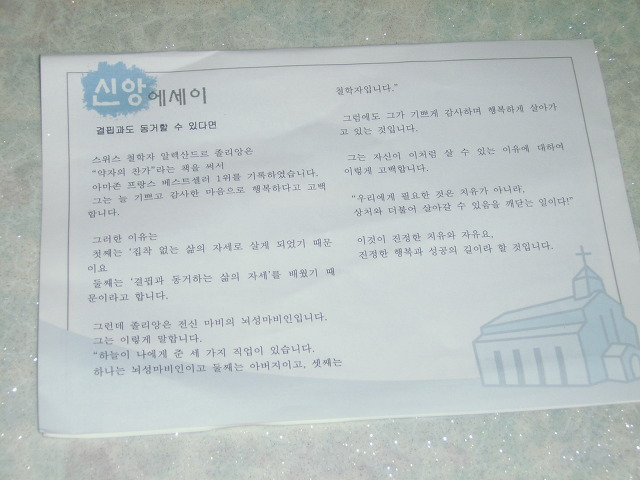 신앙에세이
결핍과도 동거할 수 있다면
스위스 철학자 알렉산드르 졸리앙은
"약자의 찬가"라는 책을 써서
아마존 프랑스 베스트셀러 1위를 기록하였습니다.
그는 늘 기쁘고 감사한 마음으로 행복하다고 고백
합니다.
그러한 이유는
첫째는 '집착 없는 삶의 자세로 살게 되었기 때문
이요
둘째는 '결핍과 동거하는 삶의 자세'를 배웠기 때
문이라고 합니다.
그런데 졸리앙은 전신 마비의 뇌성마비인입니다.
그는 이렇게 말합니다.
"하늘이 나에게 준 세 가지 직업이 있습니다.
하나는 뇌성마비인이고 둘째는 아버지이고, 셋째는
철학자입니다."
그럼에도 그가 기쁘게 감사하며 행복하게 살아가
고 있는 것입니다.
그는 자신이 이처럼 살 수 있는 이유에 대하여
이렇게 고백합니다.
"우리에게 필요한 것은 치유가 아니라,
상처와 더불어 살아갈 수 있음을 깨닫는 일이다!"
이것이 진정한 치유와 자유요,
진정한 행복과 성공의 길이라 할 것입니다.